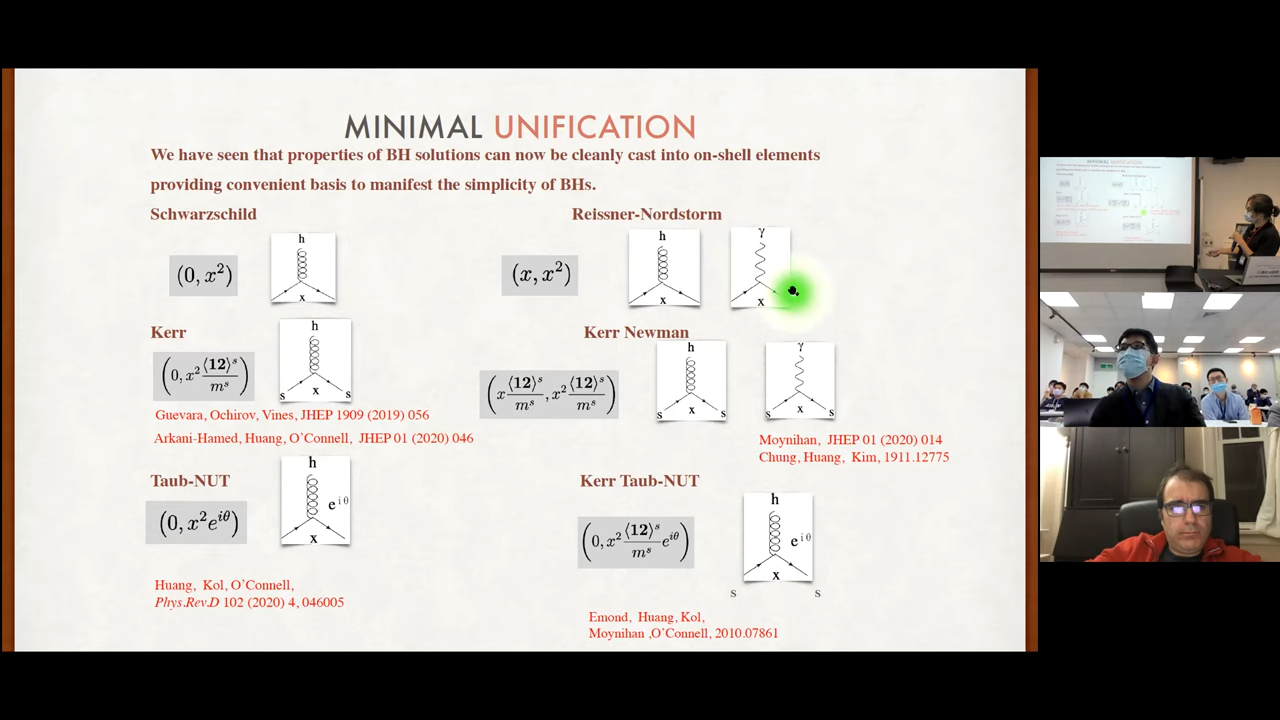 MINIMAL UNIFICATION
We have seen that properties of BH solutions can now be cleanly cast into on-shell elements
providing convenient basis to manifest the simplicity of BHs.
Schwarzschild
(0, x²)
h
x
Reissner-Nordstorm
(x, x²)
h
x
γ
x
Kerr
(0, x² ⟨12⟩ˢ/mˢ)
h
s x s
Guevara, Ochirov, Vines, JHEP 1909 (2019) 056
Arkani-Hamed, Huang, O'Connell, JHEP 01 (2020) 046
Kerr Newman
(x ⟨12⟩ˢ/mˢ, x² ⟨12⟩ˢ/mˢ)
h
s x s
γ
s x s
Moynihan, JHEP 01 (2020) 014
Chung, Huang, Kim, 1911.12775
Taub-NUT
(0, x²e^{iθ})
h
e^{iθ}
x
Huang, Kol, O'Connell,
Phys.Rev.D 102 (2020) 4, 046005
Kerr Taub-NUT
(0, x² ⟨12⟩ˢ/mˢ e^{iθ})
h
e^{iθ}
x
s s
Emond, Huang, Kol,
Moynihan ,O'Connell, 2010.07861